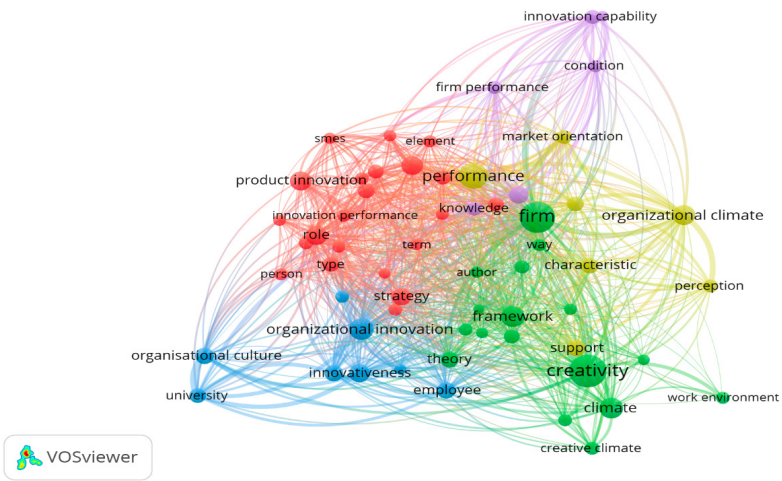 innovation capability
condition
firm performance
market orientation
smes
element
performance
product innovation
knowledge
organizational climate
innovation performance
firm
role
way
term
type
author
characteristic
person
perception
strategy
framework
organizational innovation
support
organisational culture
theory
innovativeness
creativity
employee
university
work environment
climate
creative climate
VOSviewer